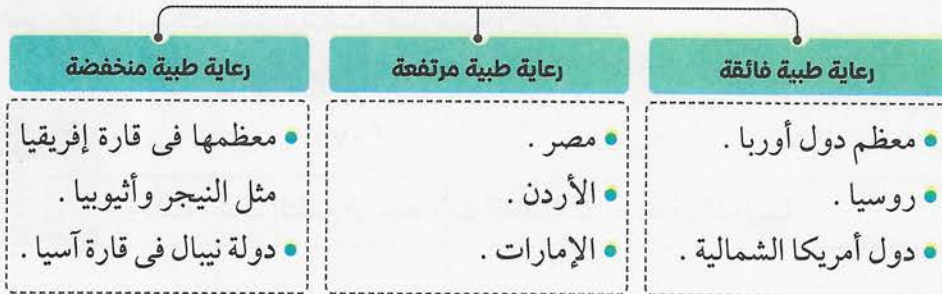 رعاية طبية فائقة
معظم دول أوربا .
روسيا .
دول أمريكا الشمالية .
رعاية طبية مرتفعة
مصر .
الأردن .
الإمارات .
رعاية طبية منخفضة
معظمها فى قارة إفريقيا
مثل النيجر وأثيوبيا .
دولة نيبال فى قارة آسيا .